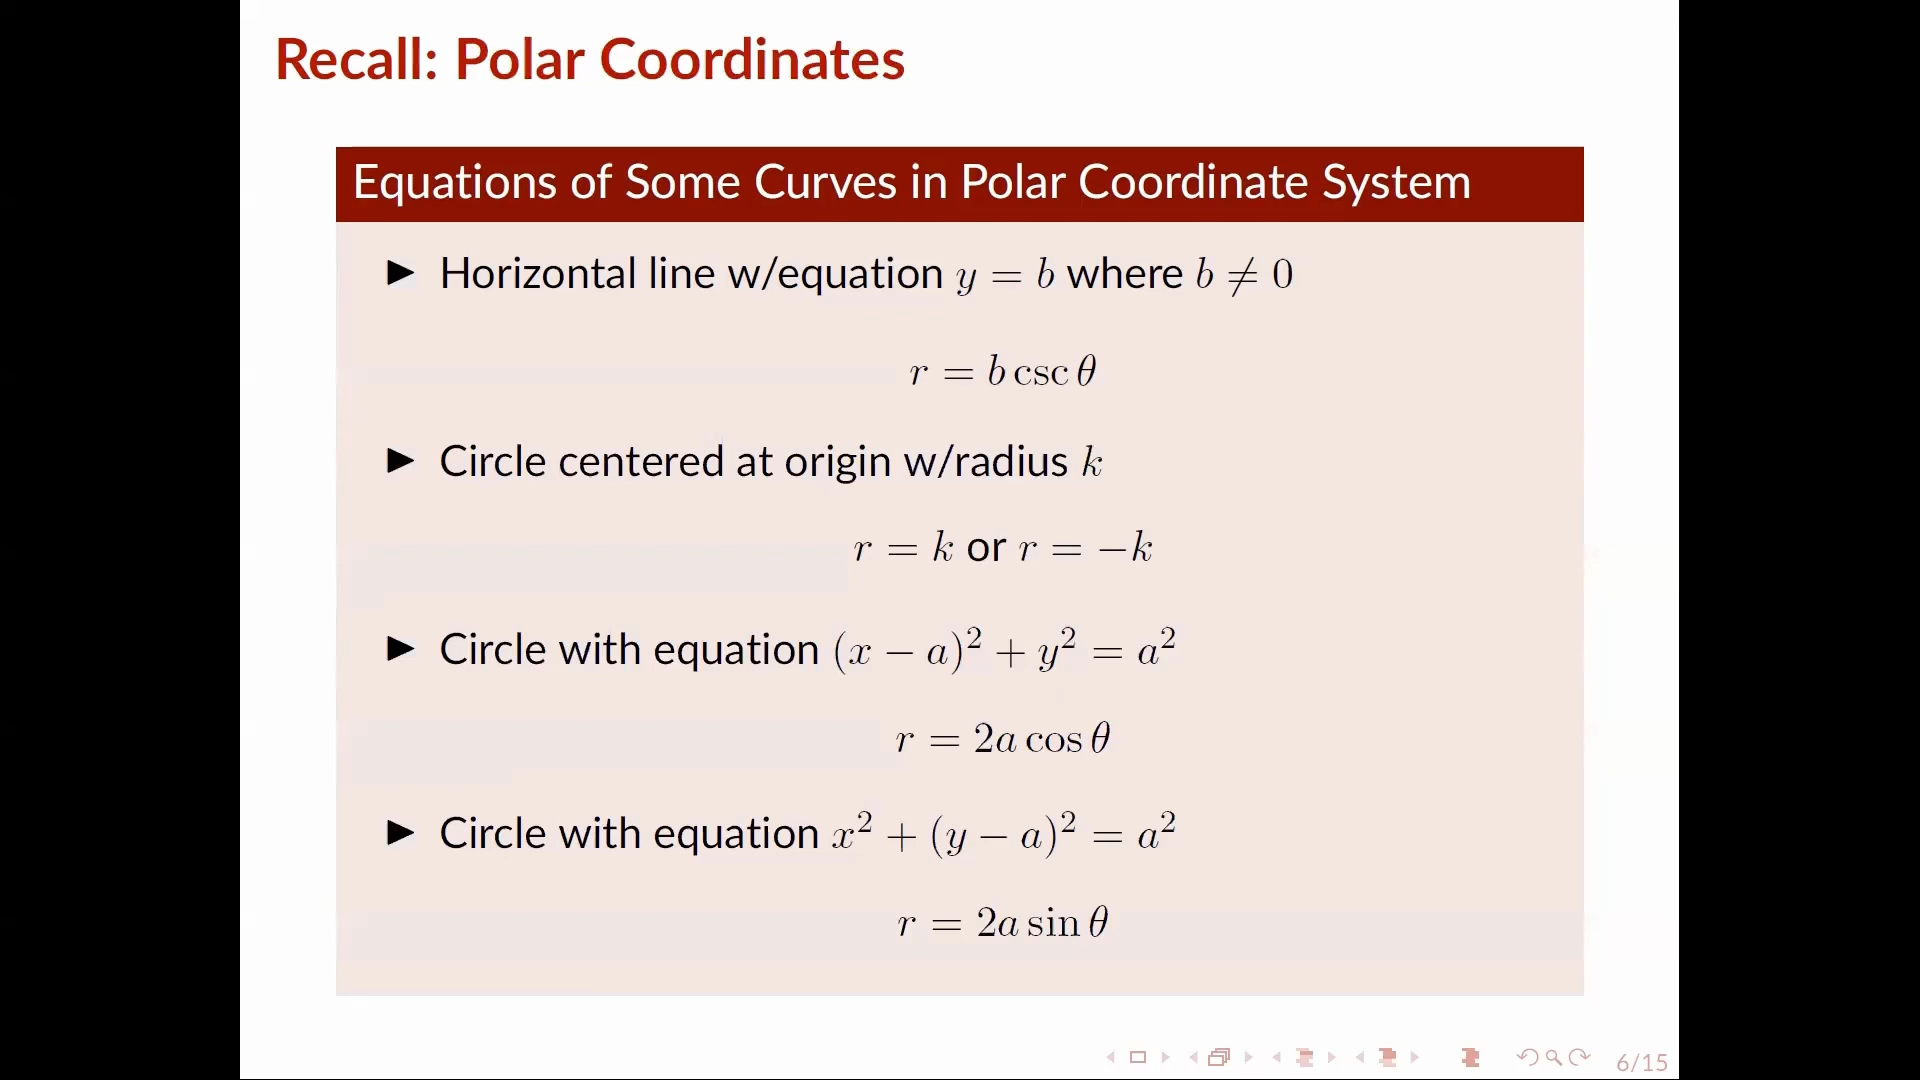 Recall: Polar Coordinates
Equations of Some Curves in Polar Coordinate System
▶ Horizontal line w/equation y = b where b ≠ 0
r = b csc θ
▶ Circle centered at origin w/radius k
r = k or r = −k
▶ Circle with equation (x − a)² + y² = a²
r = 2a cos θ
▶ Circle with equation x² + (y − a)² = a²
r = 2a sin θ
6/15